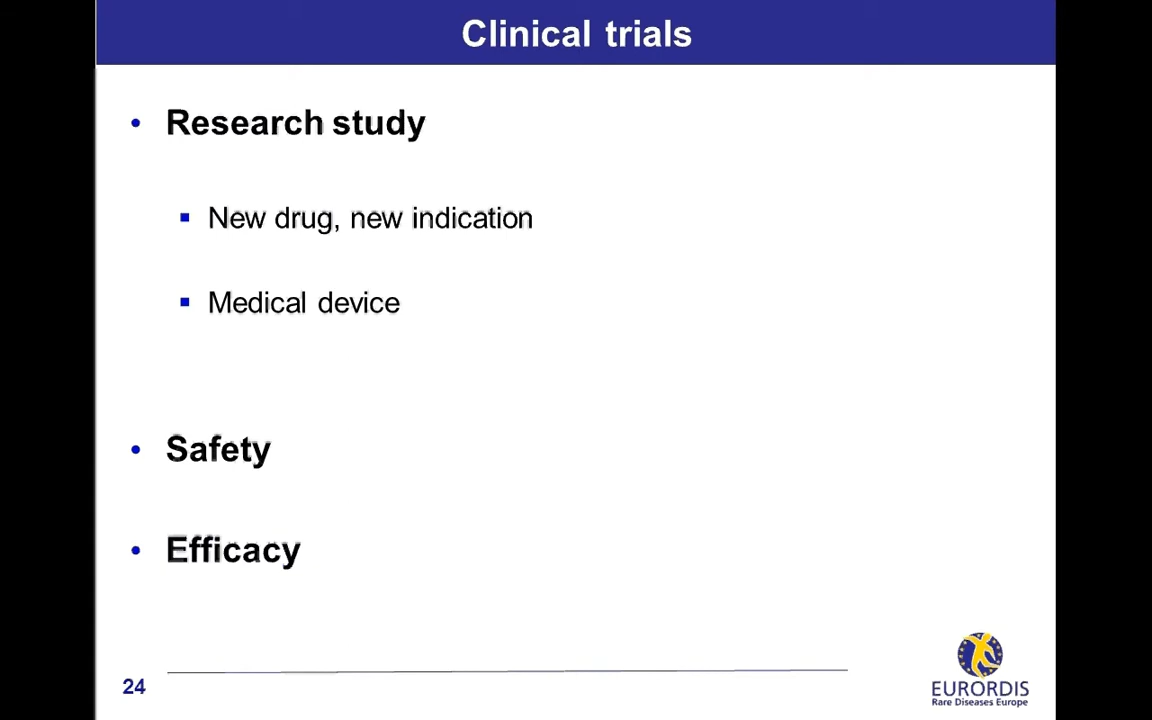 Clinical trials
• Research study
▪ New drug, new indication
▪ Medical device
• Safety
• Efficacy
24
EURORDIS
Rare Diseases Europe